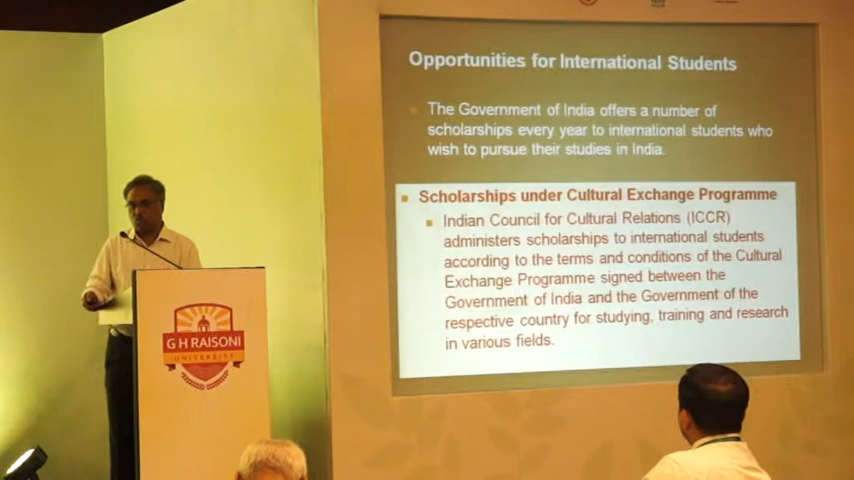 Opportunities for International Students
The Government of India offers a number of
scholarships every year to international students who
wish to pursue their studies in India.
Scholarships under Cultural Exchange Programme
Indian Council for Cultural Relations (ICCR)
administers scholarships to international students
according to the terms and conditions of the Cultural
Exchange Programme signed between the
Government of India and the Government of the
respective country for studying, training and research
in various fields.
G H RAISONI
UNIVERSITY